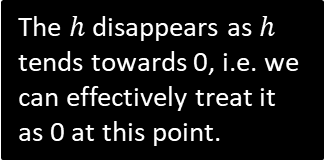 The h disappears as h
tends towards 0, i.e. we
can effectively treat it
as 0 at this point.